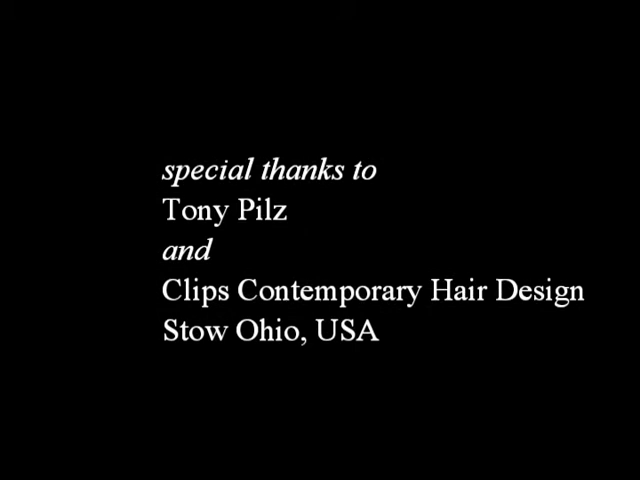 special thanks to
Tony Pilz
and
Clips Contemporary Hair Design
Stow Ohio, USA